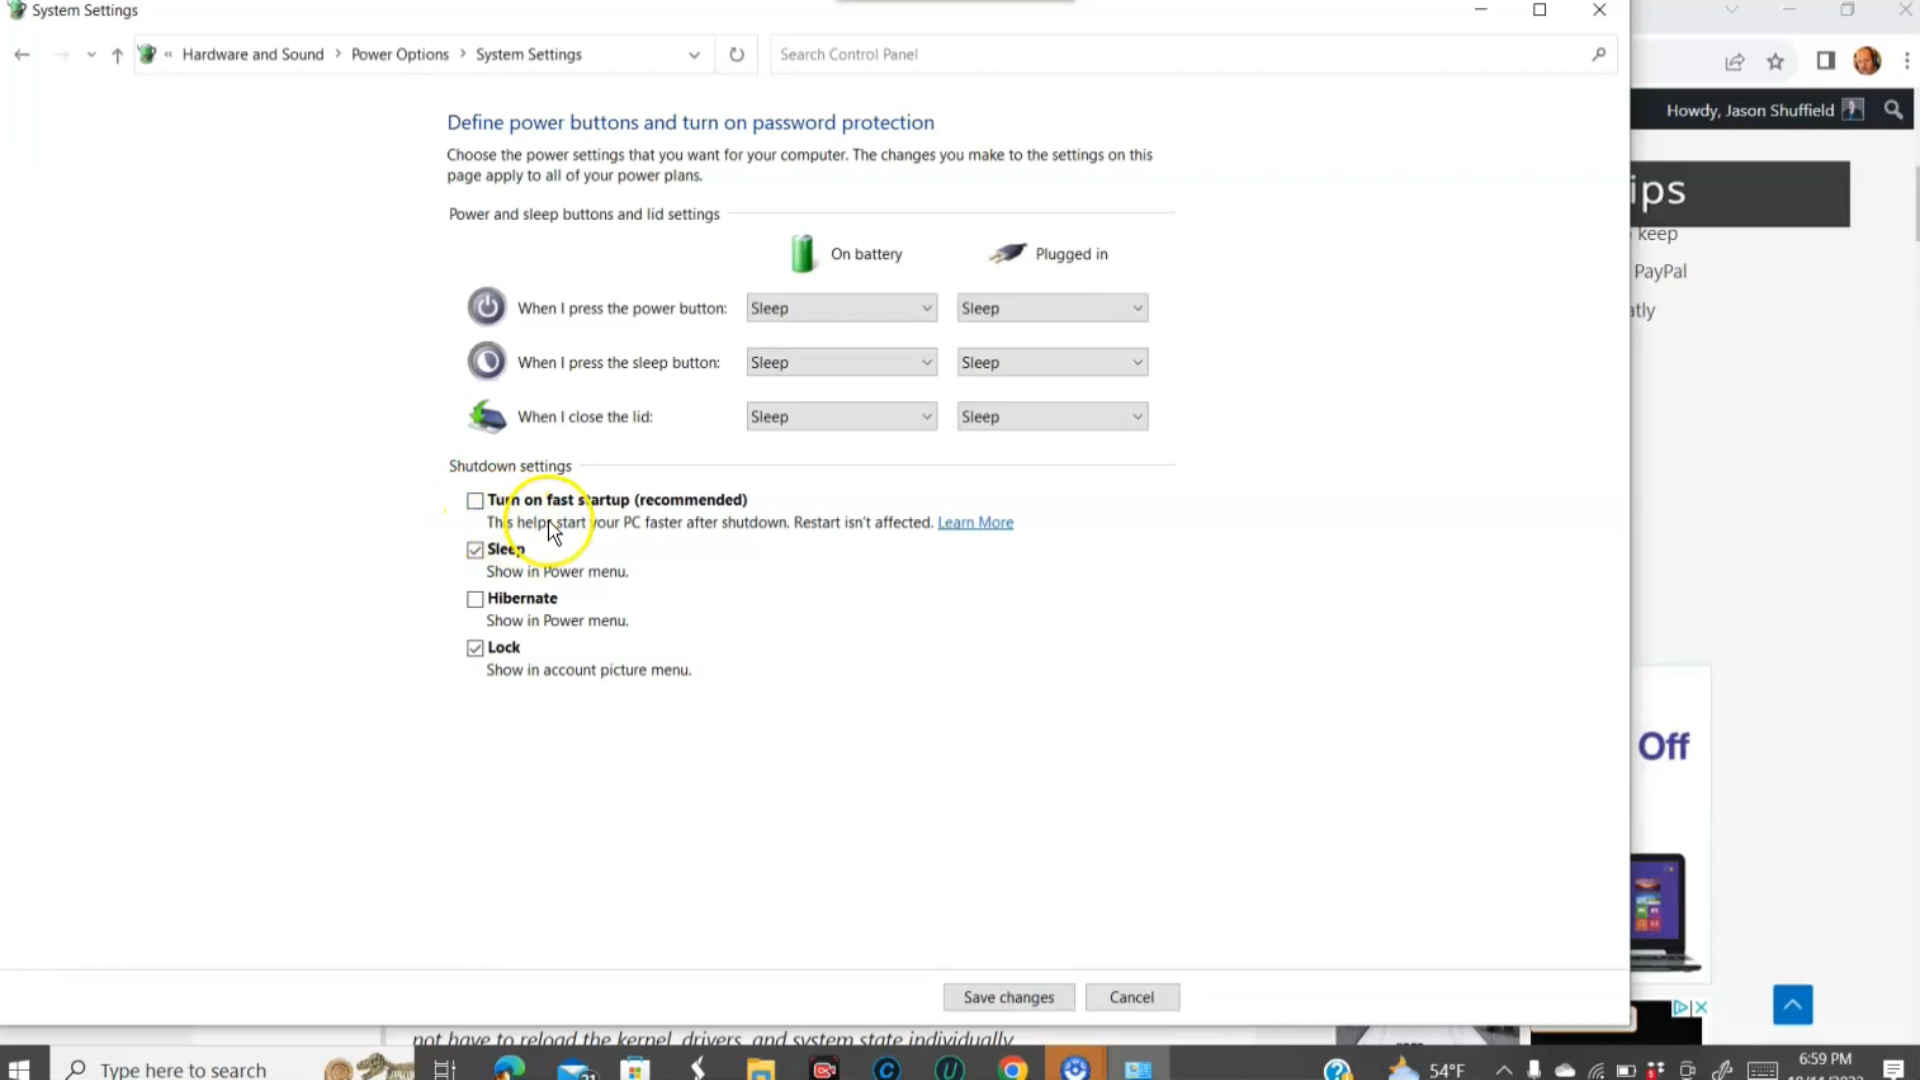 System Settings
« Hardware and Sound > Power Options > System Settings
Search Control Panel
Howdy, Jason Shuffield
Define power buttons and turn on password protection
Choose the power settings that you want for your computer. The changes you make to the settings on this
page apply to all of your power plans.
Power and sleep buttons and lid settings
On battery Plugged in
When I press the power button: Sleep Sleep
When I press the sleep button: Sleep Sleep
When I close the lid: Sleep Sleep
Shutdown settings
Turn on fast startup (recommended)
This helps start your PC faster after shutdown. Restart isn't affected. Learn More
Sleep
Show in Power menu.
Hibernate
Show in Power menu.
Lock
Show in account picture menu.
Save changes Cancel
ips
keep
PayPal
atly
Off
not have to reload the kernel, drivers, and system state individually
Type here to search
54°F
6:59 PM